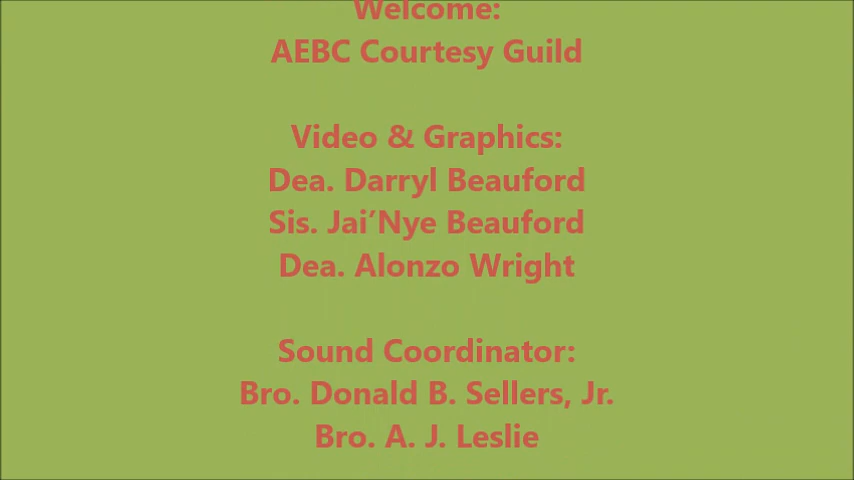 Welcome:
AEBC Courtesy Guild
Video & Graphics:
Dea. Darryl Beauford
Sis. Jai’Nye Beauford
Dea. Alonzo Wright
Sound Coordinator:
Bro. Donald B. Sellers, Jr.
Bro. A. J. Leslie